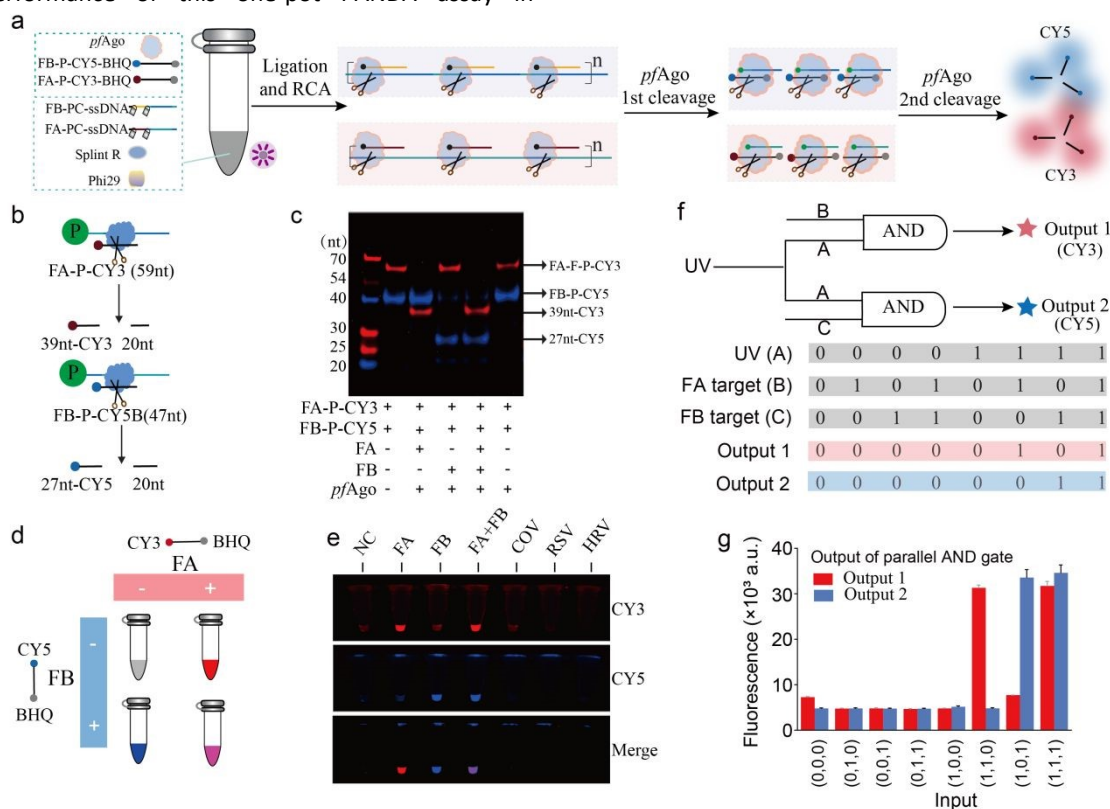 erformance of this one-pot PANDA assay in
a
pfAgo
FB-P-CY5-BHQ
FA-P-CY3-BHQ
FB-PC-ssDNA
FA-PC-ssDNA
Splint R
Phi29
Ligation
and RCA
n
n
pfAgo
1st cleavage
pfAgo
2nd cleavage
CY5
CY3
b
P
FA-P-CY3 (59nt)
39nt-CY3 20nt
P
FB-P-CY5B(47nt)
27nt-CY5 20nt
c
(nt)
70
54
40
30
25
20
FA-F-P-CY3
FB-P-CY5
39nt-CY3
27nt-CY5
FA-P-CY3 + + + + +
FB-P-CY5 + + + + +
FA - + - + -
FB - - + + -
pfAgo - + + + +
d
CY3 BHQ
FA
- +
CY5
FB
BHQ
-
+
e
NC FA FB FA+FB COV RSV HRV
CY3
CY5
Merge
f
UV
B
A
AND
Output 1
(CY3)
A
C
AND
Output 2
(CY5)
UV (A) 0 0 0 0 1 1 1 1
FA target (B) 0 1 0 1 0 1 0 1
FB target (C) 0 0 1 1 0 0 1 1
Output 1 0 0 0 0 0 1 0 1
Output 2 0 0 0 0 0 0 1 1
g
Output of parallel AND gate
Output 1
Output 2
Fluorescence (×10³ a.u.)
40
30
20
10
0
(0,0,0) (0,1,0) (0,0,1) (0,1,1) (1,0,0) (1,1,0) (1,0,1) (1,1,1)
Input